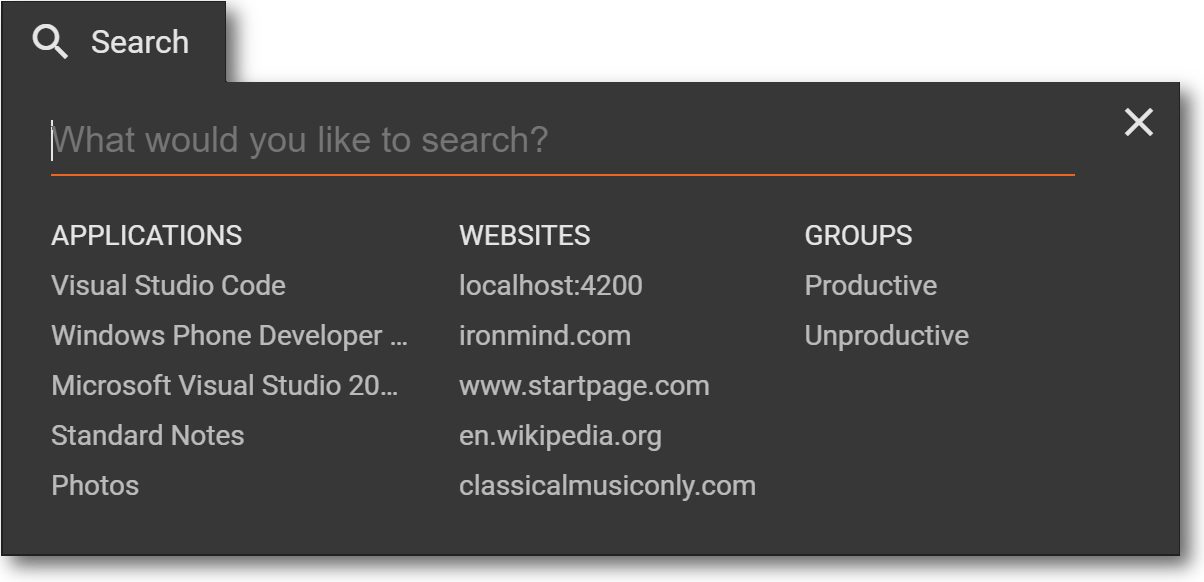 Search
What would you like to search?
APPLICATIONS
Visual Studio Code
Windows Phone Developer ...
Microsoft Visual Studio 20...
Standard Notes
Photos
WEBSITES
localhost:4200
ironmind.com
www.startpage.com
en.wikipedia.org
classicalmusiconly.com
GROUPS
Productive
Unproductive